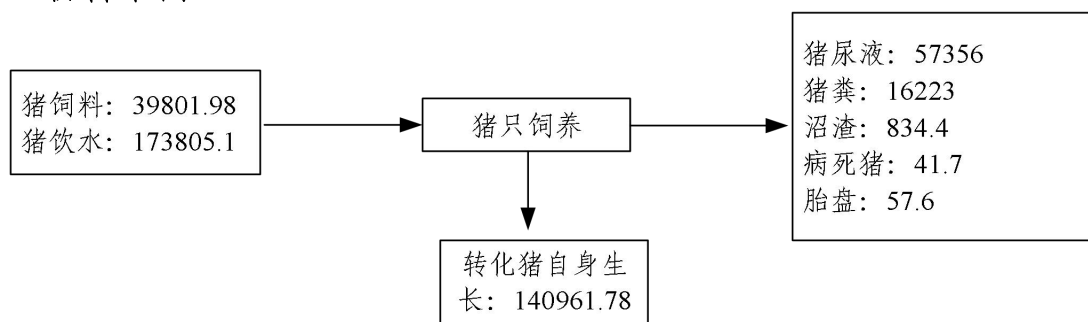 猪饲料：39801.98
猪饮水：173805.1
猪只饲养
猪尿液：57356
猪粪：16223
沼渣：834.4
病死猪：41.7
胎盘：57.6
转化猪自身生
长：140961.78